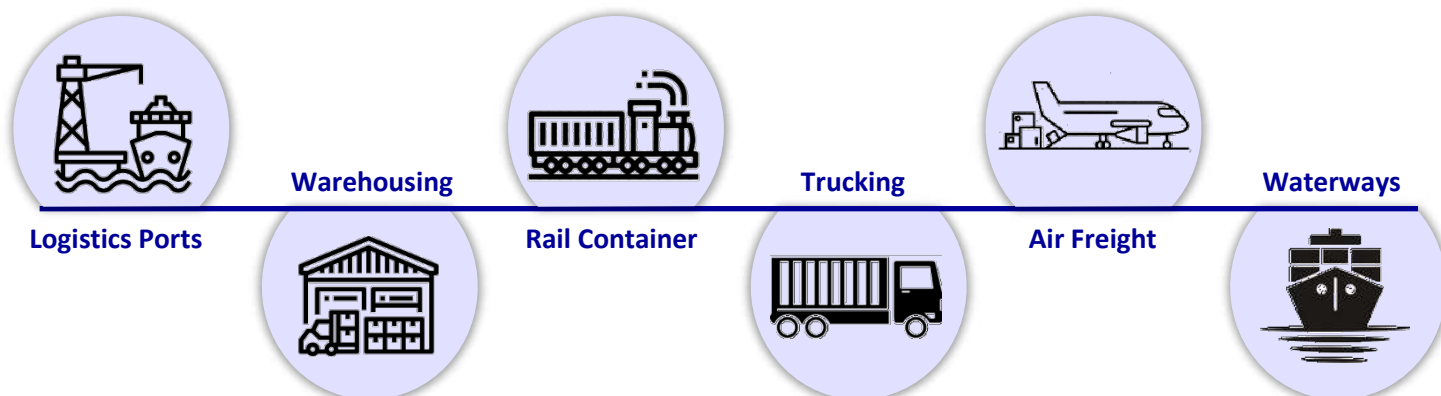 Logistics Ports
Warehousing
Rail Container
Trucking
Air Freight
Waterways